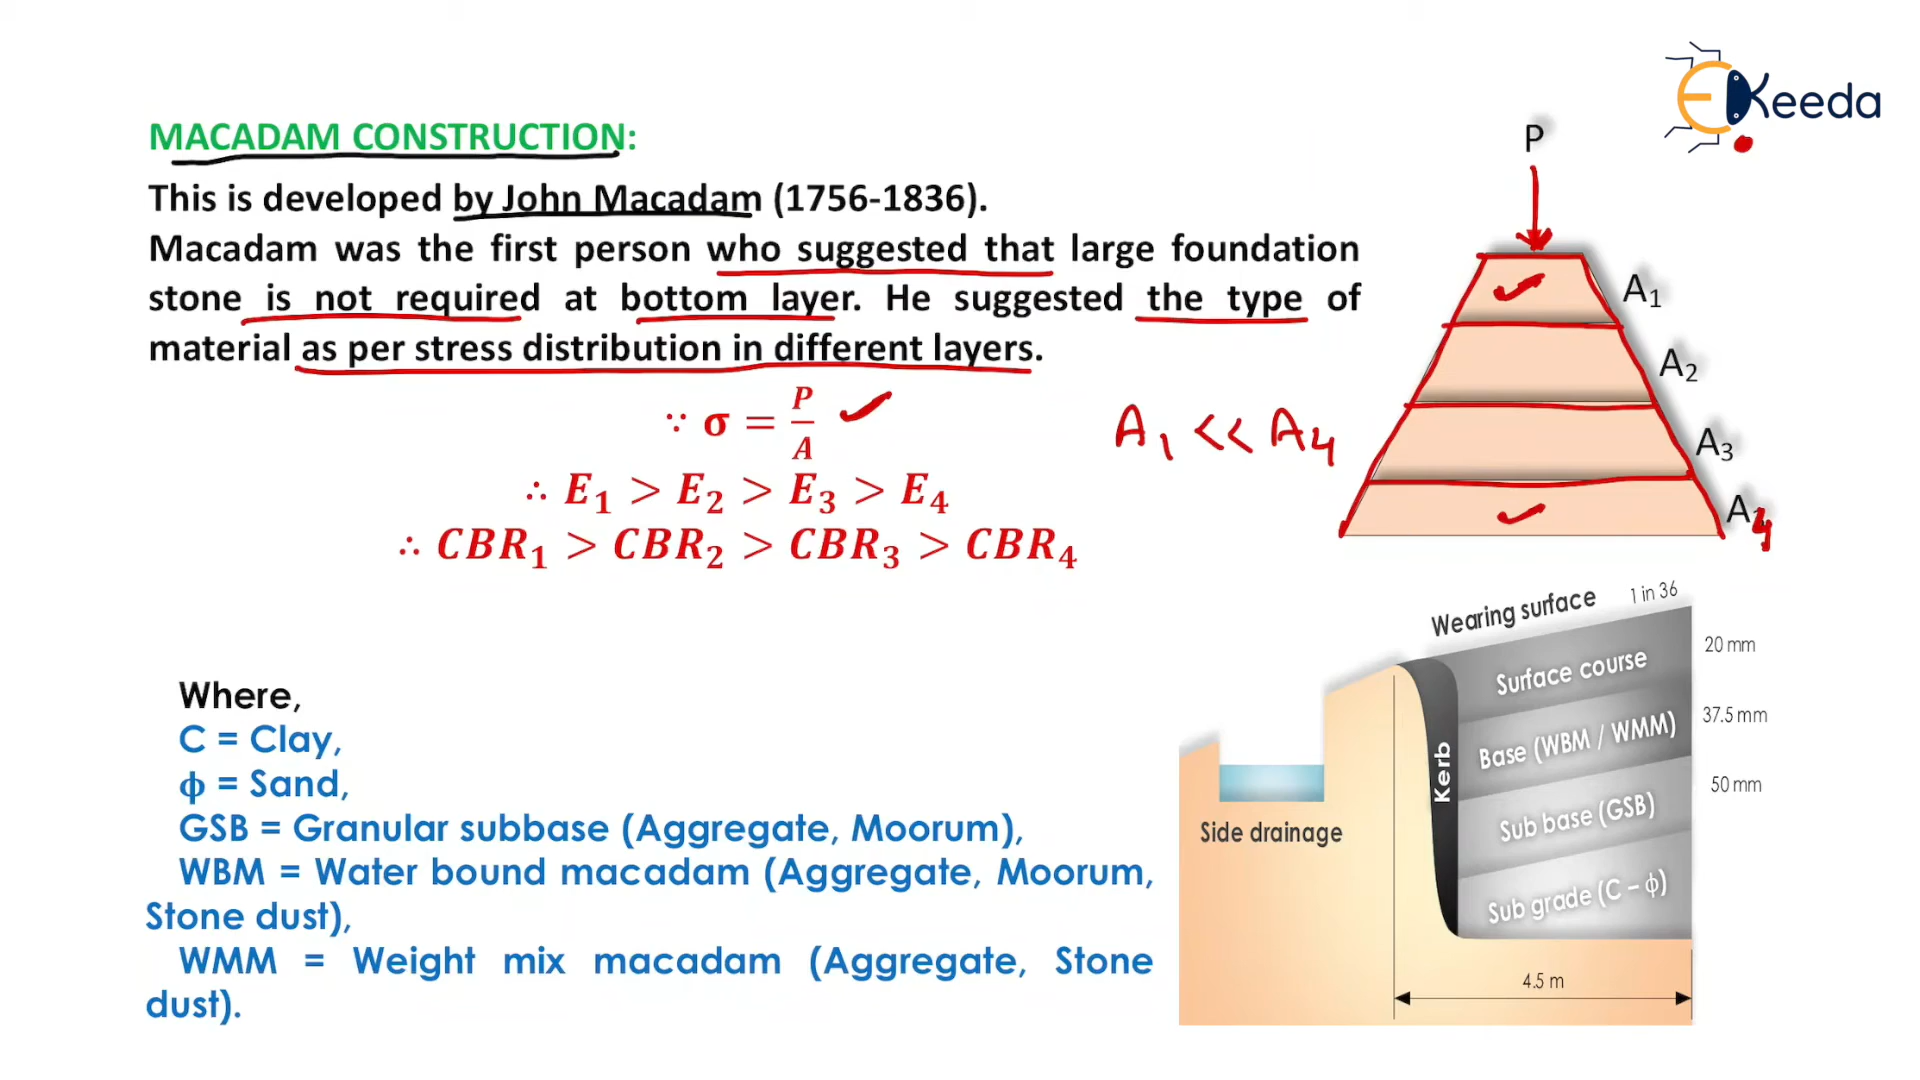 Keeda
MACADAM CONSTRUCTION:
This is developed by John Macadam (1756-1836).
Macadam was the first person who suggested that large foundation
stone is not required at bottom layer. He suggested the type of
material as per stress distribution in different layers.
∵ σ = P/A
∴ E₁ > E₂ > E₃ > E₄
∴ CBR₁ > CBR₂ > CBR₃ > CBR₄
A₁ << A₄
P
A₁
A₂
A₃
A₄
Where,
C = Clay,
ϕ = Sand,
GSB = Granular subbase (Aggregate, Moorum),
WBM = Water bound macadam (Aggregate, Moorum,
Stone dust),
WMM = Weight mix macadam (Aggregate, Stone
dust).
Wearing surface
1 in 36
Surface course
20 mm
Base (WBM / WMM)
37.5 mm
Sub base (GSB)
50 mm
Sub grade (C – ϕ)
Kerb
Side drainage
4.5 m